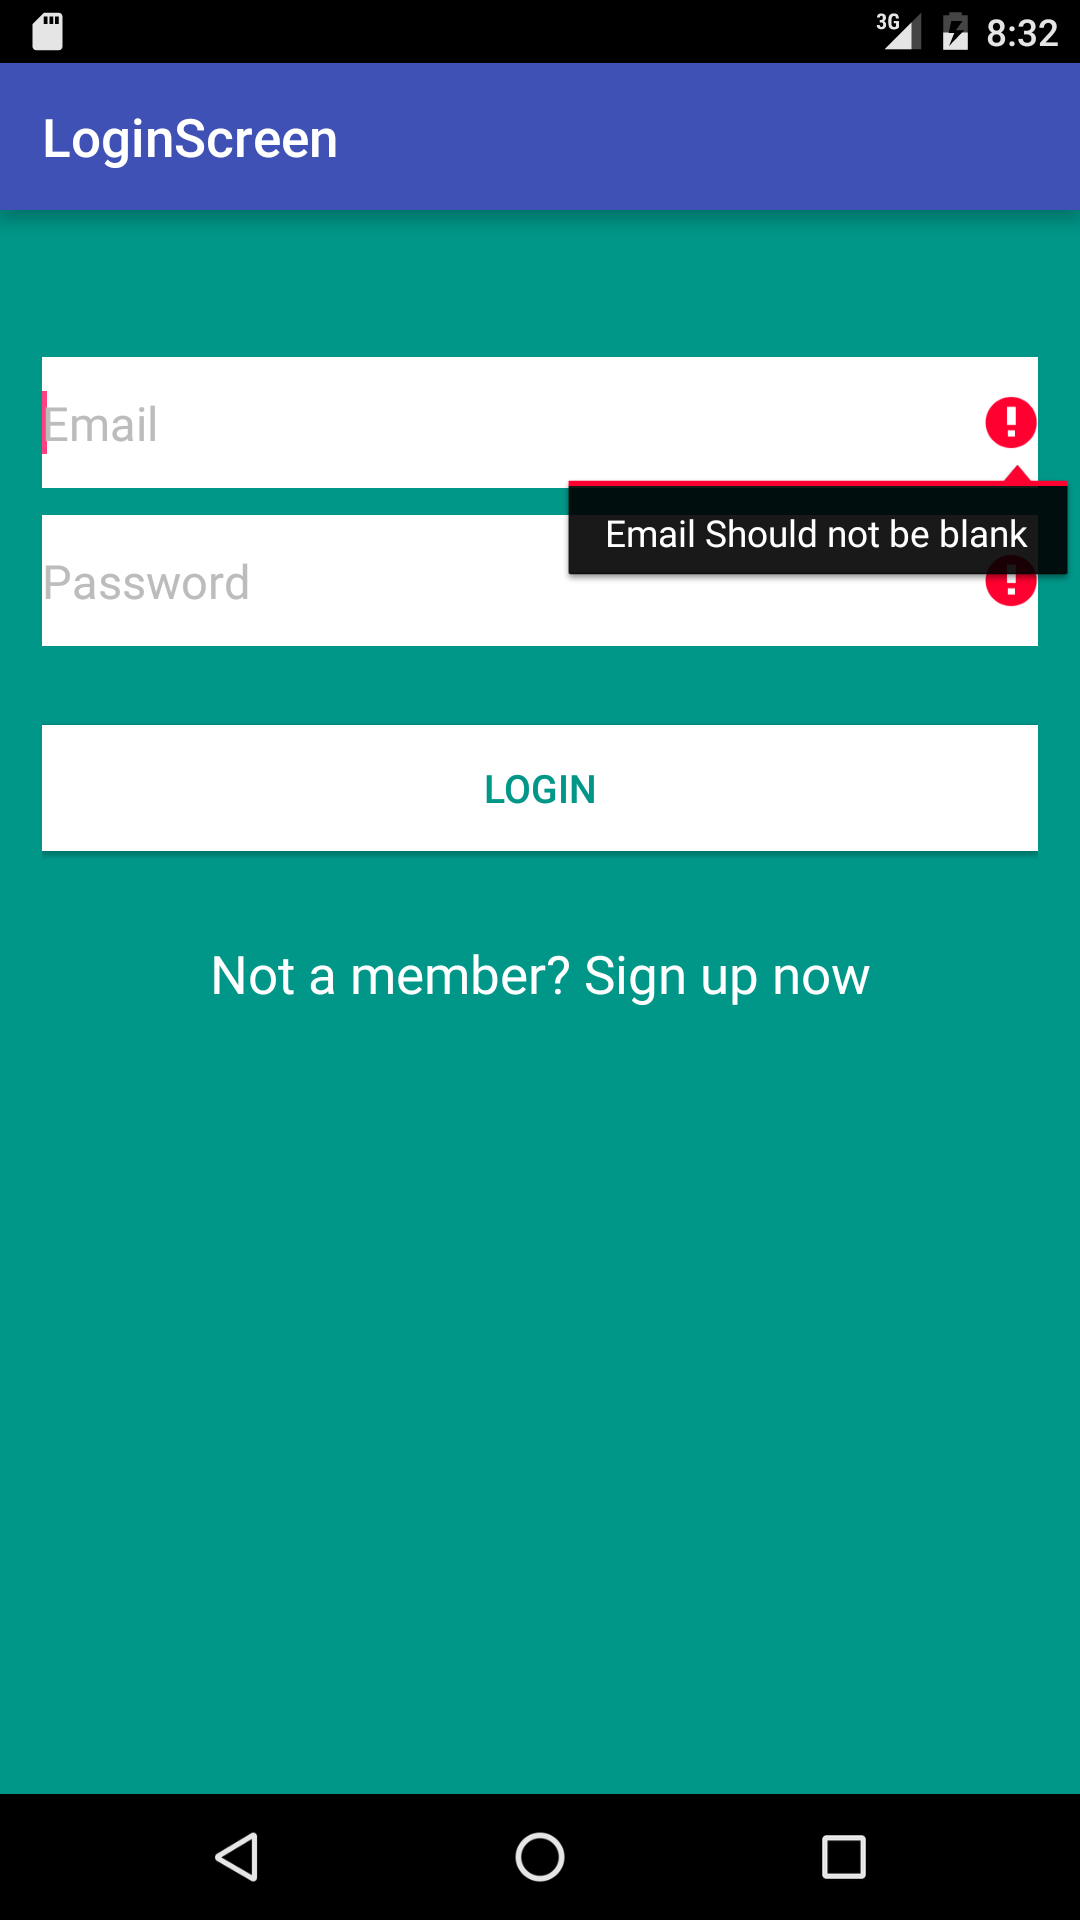 3G 8:32
LoginScreen
Email
Email Should not be blank
Password
LOGIN
Not a member? Sign up now